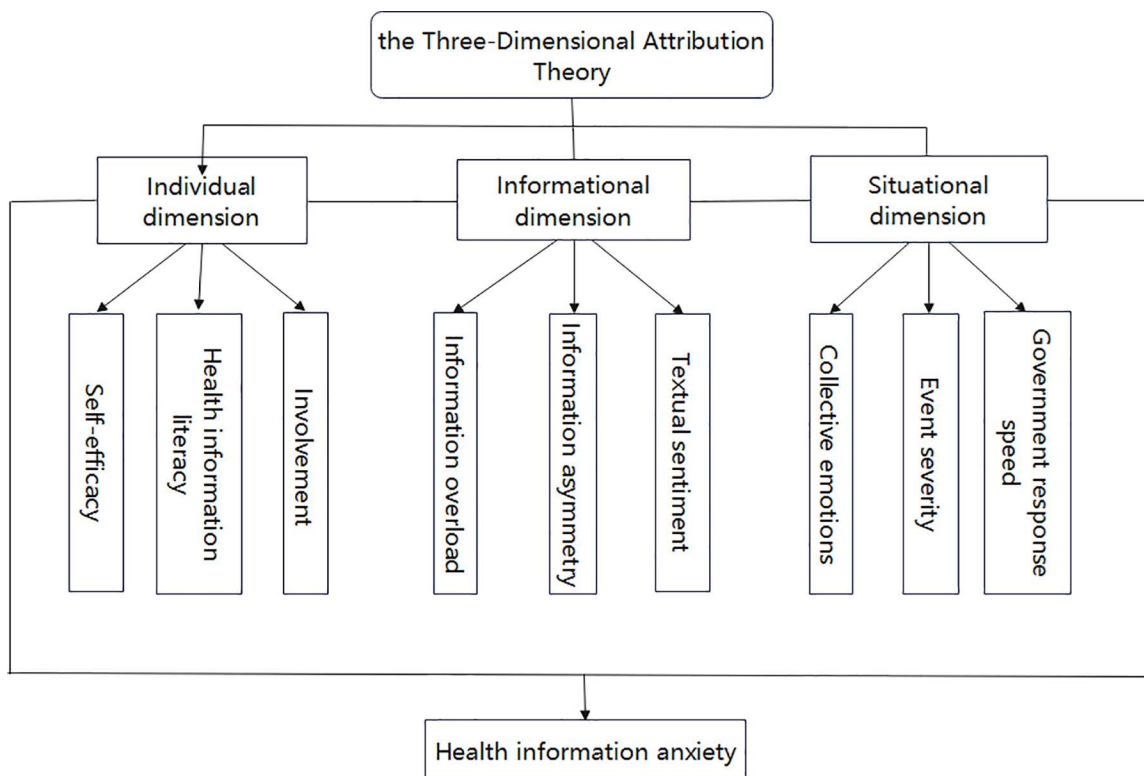 the Three-Dimensional Attribution
Theory
Individual
dimension
Informational
dimension
Situational
dimension
Self-efficacy
Health information
literacy
Involvement
Information overload
Information asymmetry
Textual sentiment
Collective emotions
Event severity
Government response
speed
Health information anxiety